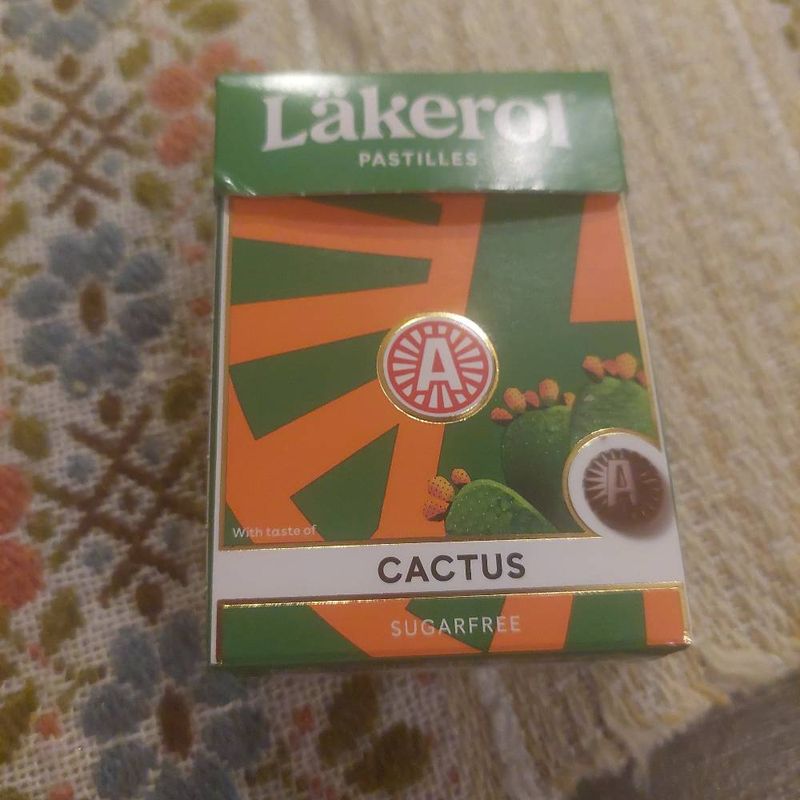 Läkerol
PASTILLES
A
With taste of
A
CACTUS
SUGARFREE